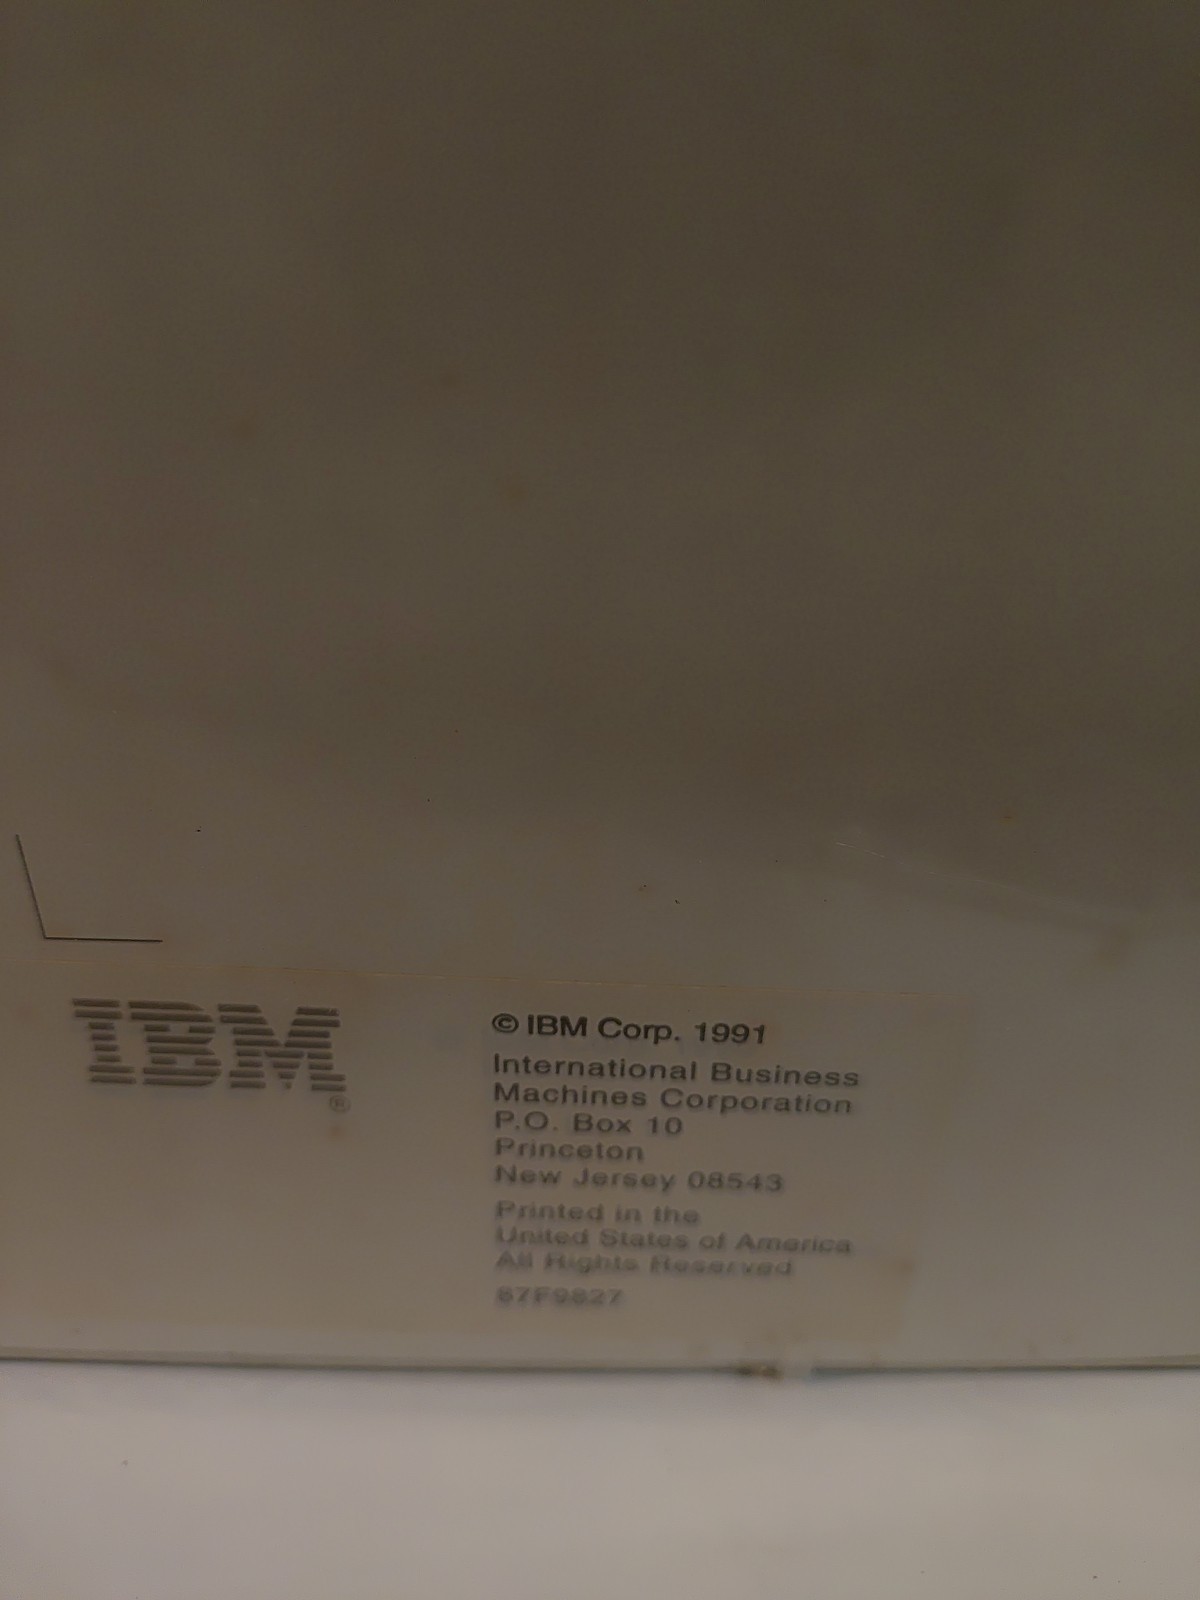 IBM®
© IBM Corp. 1991
International Business
Machines Corporation
P.O. Box 10
Princeton
New Jersey 08543
Printed in the
United States of America
All Rights Reserved
87F9827